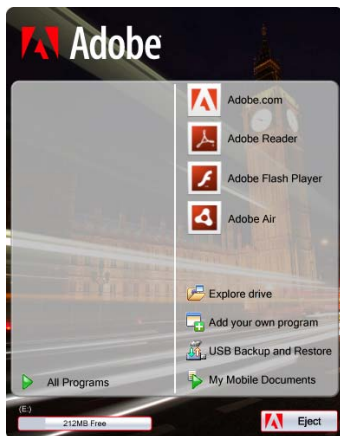 Adobe
Adobe.com
Adobe Reader
Adobe Flash Player
Adobe Air
Explore drive
Add your own program
USB Backup and Restore
My Mobile Documents
All Programs
(E:)
212MB Free
Eject